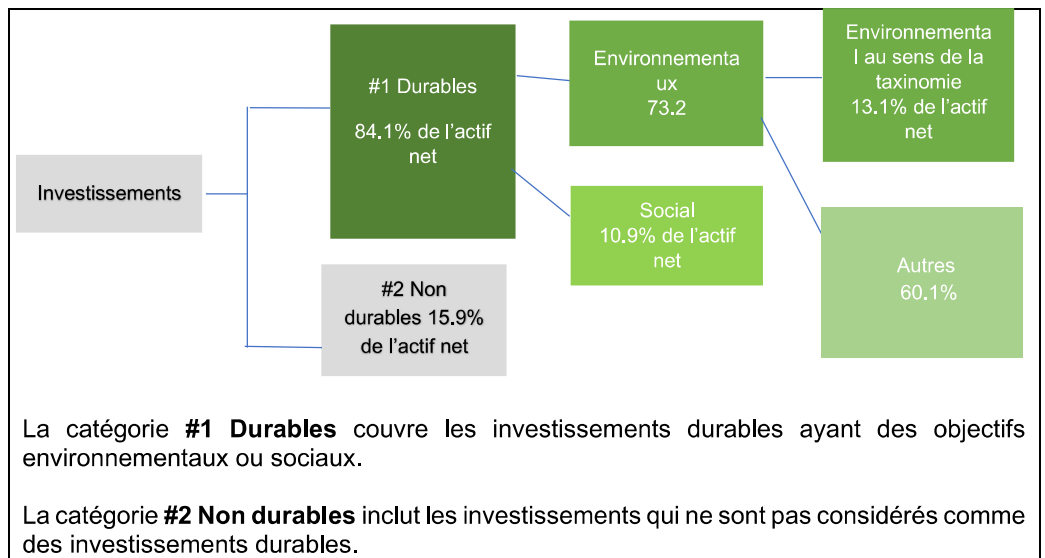 Investissements
#1 Durables
84.1% de l'actif
net
#2 Non
durables 15.9%
de l'actif net
Environnementa
ux
73.2
Social
10.9% de l'actif
net
Environnementa
l au sens de la
taxinomie
13.1% de l'actif
net
Autres
60.1%
La catégorie #1 Durables couvre les investissements durables ayant des objectifs
environnementaux ou sociaux.
La catégorie #2 Non durables inclut les investissements qui ne sont pas considérés comme
des investissements durables.